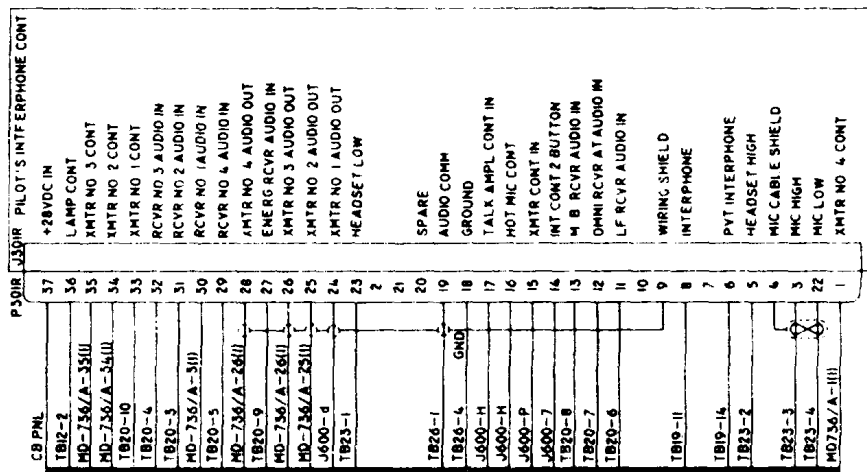 P301R J301R PILOT'S INTERPHONE CONT
CB PNL 37 +28VDC IN
TB12-2 36 LAMP CONT
MD-736/A-35(1) 35 XMTR NO 3 CONT
MD-736/A-34(1) 34 XMTR NO 2 CONT
TB20-10 33 XMTR NO 1 CONT
TB20-4 32 RCVR NO 3 AUDIO IN
TB20-3 31 RCVR NO 2 AUDIO IN
MD-736/A-3(1) 30 RCVR NO 1 AUDIO IN
TB20-5 29 RCVR NO 4 AUDIO IN
MD-736/A-26(1) 28 XMTR NO 4 AUDIO OUT
TB20-9 27 ENERG RCVR AUDIO IN
MD-736/A-26(1) 26 XMTR NO 3 AUDIO OUT
MD-736/A-25(1) 25 XMTR NO 2 AUDIO OUT
J600-d 24 XMTR NO 1 AUDIO OUT
TB23-1 23 HEADSET LOW
2
21
20 SPARE
TB26-1 19 AUDIO COMM
TB26-4 GND 18 GROUND
J600-H 17 TALK AMPL CONT IN
J600-H 16 HOT MIC CONT
J600-P 15 XMTR CONT IN
J600-7 14 INT CONT 2 BUTTON
TB20-8 13 M B RCVR AUDIO IN
TB20-7 12 OMNI RCVR AT AUDIO IN
TB20-6 11 LF RCVR AUDIO IN
10
9 WIRING SHIELD
TB19-11 8 INTERPHONE
7
TB19-14 6 PVT INTERPHONE
TB23-2 5 HEADSET HIGH
4 MIC CABLE SHIELD
TB23-3 3 MIC HIGH
TB23-4 22 MIC LOW
MD736/A-1(1) 1 XMTR NO 4 CONT